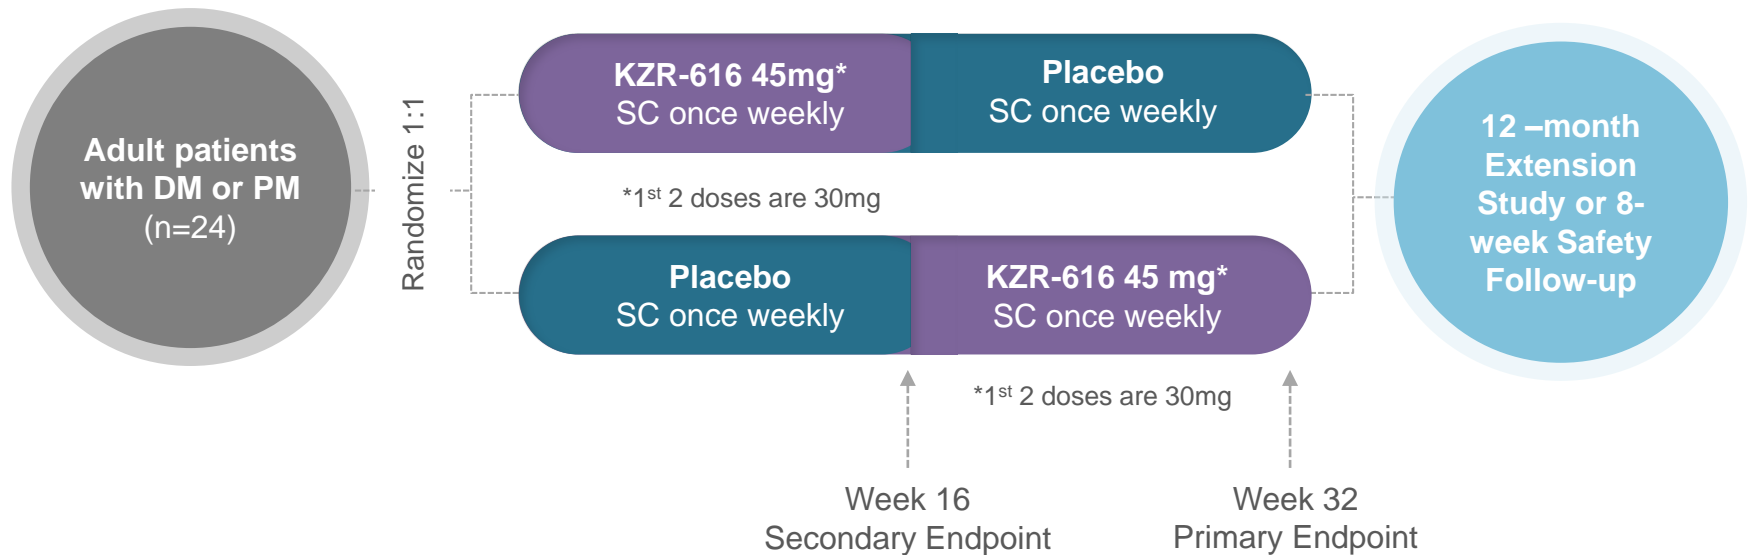 Adult patients
with DM or PM
(n=24)
Randomize 1:1
KZR-616 45mg*
SC once weekly
Placebo
SC once weekly
*1st 2 doses are 30mg
Placebo
SC once weekly
KZR-616 45 mg*
SC once weekly
*1st 2 doses are 30mg
Week 16
Secondary Endpoint
Week 32
Primary Endpoint
12 –month
Extension
Study or 8-
week Safety
Follow-up